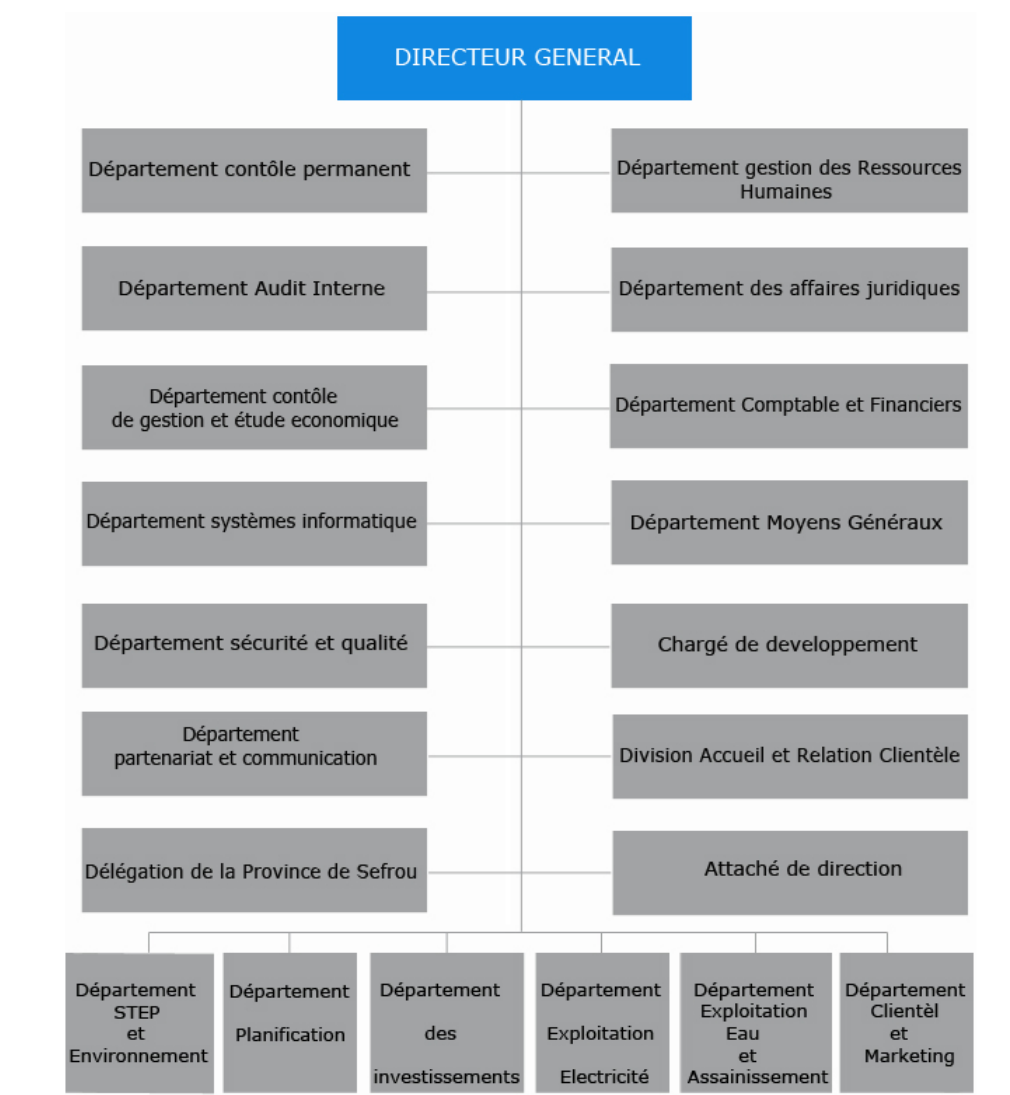 DIRECTEUR GENERAL
Département contôle permanent
Département gestion des Ressources
Humaines
Département Audit Interne
Département des affaires juridiques
Département contôle
de gestion et étude economique
Département Comptable et Financiers
Département systèmes informatique
Département Moyens Généraux
Département sécurité et qualité
Chargé de developpement
Département
partenariat et communication
Division Accueil et Relation Clientèle
Délégation de la Province de Sefrou
Attaché de direction
Département
STEP
et
Environnement
Département
Planification
Département
des
investissements
Département
Exploitation
Electricité
Département
Exploitation
Eau
et
Assainissement
Département
Clientèl
et
Marketing